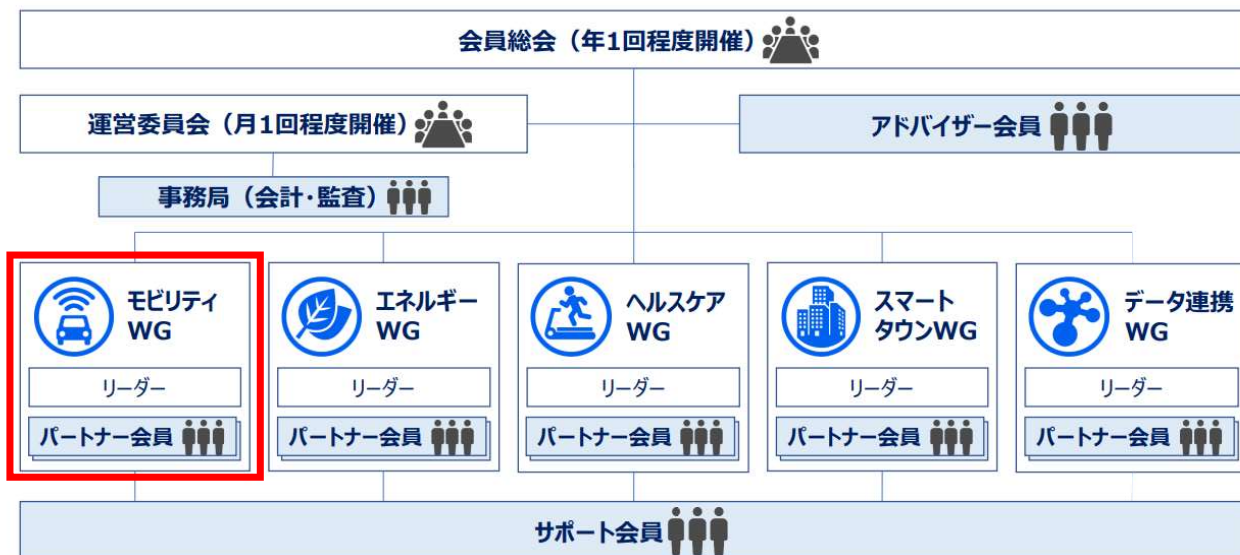 会員総会（年1回程度開催）
運営委員会（月1回程度開催）
アドバイザー会員
事務局（会計・監査）
モビリティ
WG
リーダー
パートナー会員
エネルギー
WG
リーダー
パートナー会員
ヘルスケア
WG
リーダー
パートナー会員
スマート
タウンWG
リーダー
パートナー会員
データ連携
WG
リーダー
パートナー会員
サポート会員